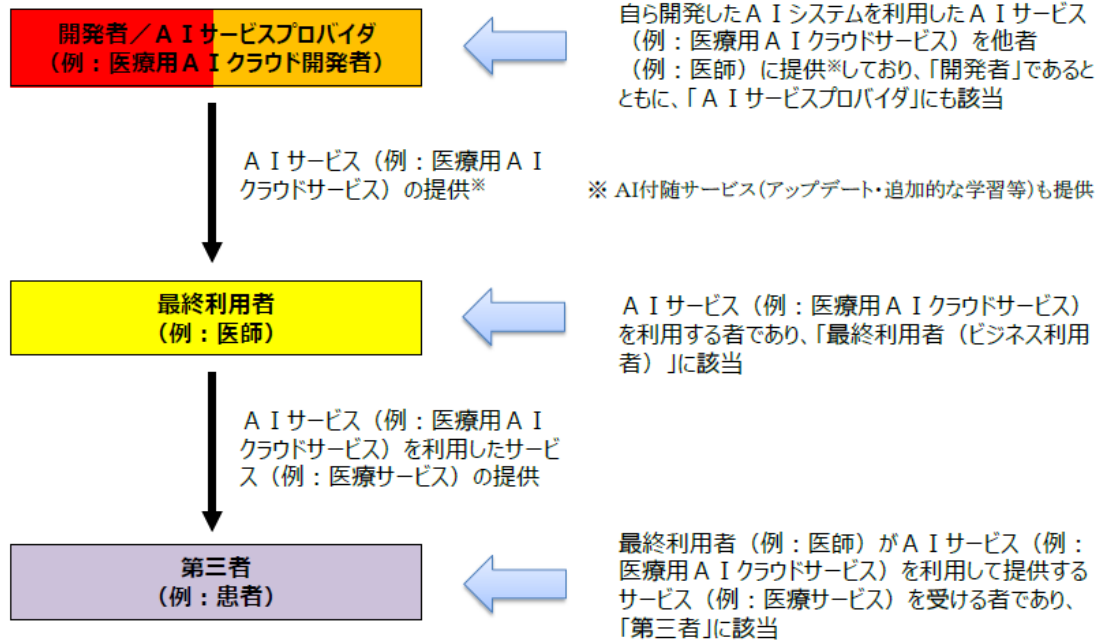 開発者/AIサービスプロバイダ
(例:医療用AIクラウド開発者)
自ら開発したAIシステムを利用したAIサービス
(例:医療用AIクラウドサービス)を他者
(例:医師)に提供※しており、「開発者」であると
ともに、「AIサービスプロバイダ」にも該当
AIサービス(例:医療用AI
クラウドサービス)の提供※
※ AI付随サービス(アップデート・追加的な学習等)も提供
最終利用者
(例:医師)
AIサービス(例:医療用AIクラウドサービス)
を利用する者であり、「最終利用者(ビジネス利用
者)」に該当
AIサービス(例:医療用AI
クラウドサービス)を利用したサービ
ス(例:医療サービス)の提供
第三者
(例:患者)
最終利用者(例:医師)がAIサービス(例:
医療用AIクラウドサービス)を利用して提供する
サービス(例:医療サービス)を受ける者であり、
「第三者」に該当